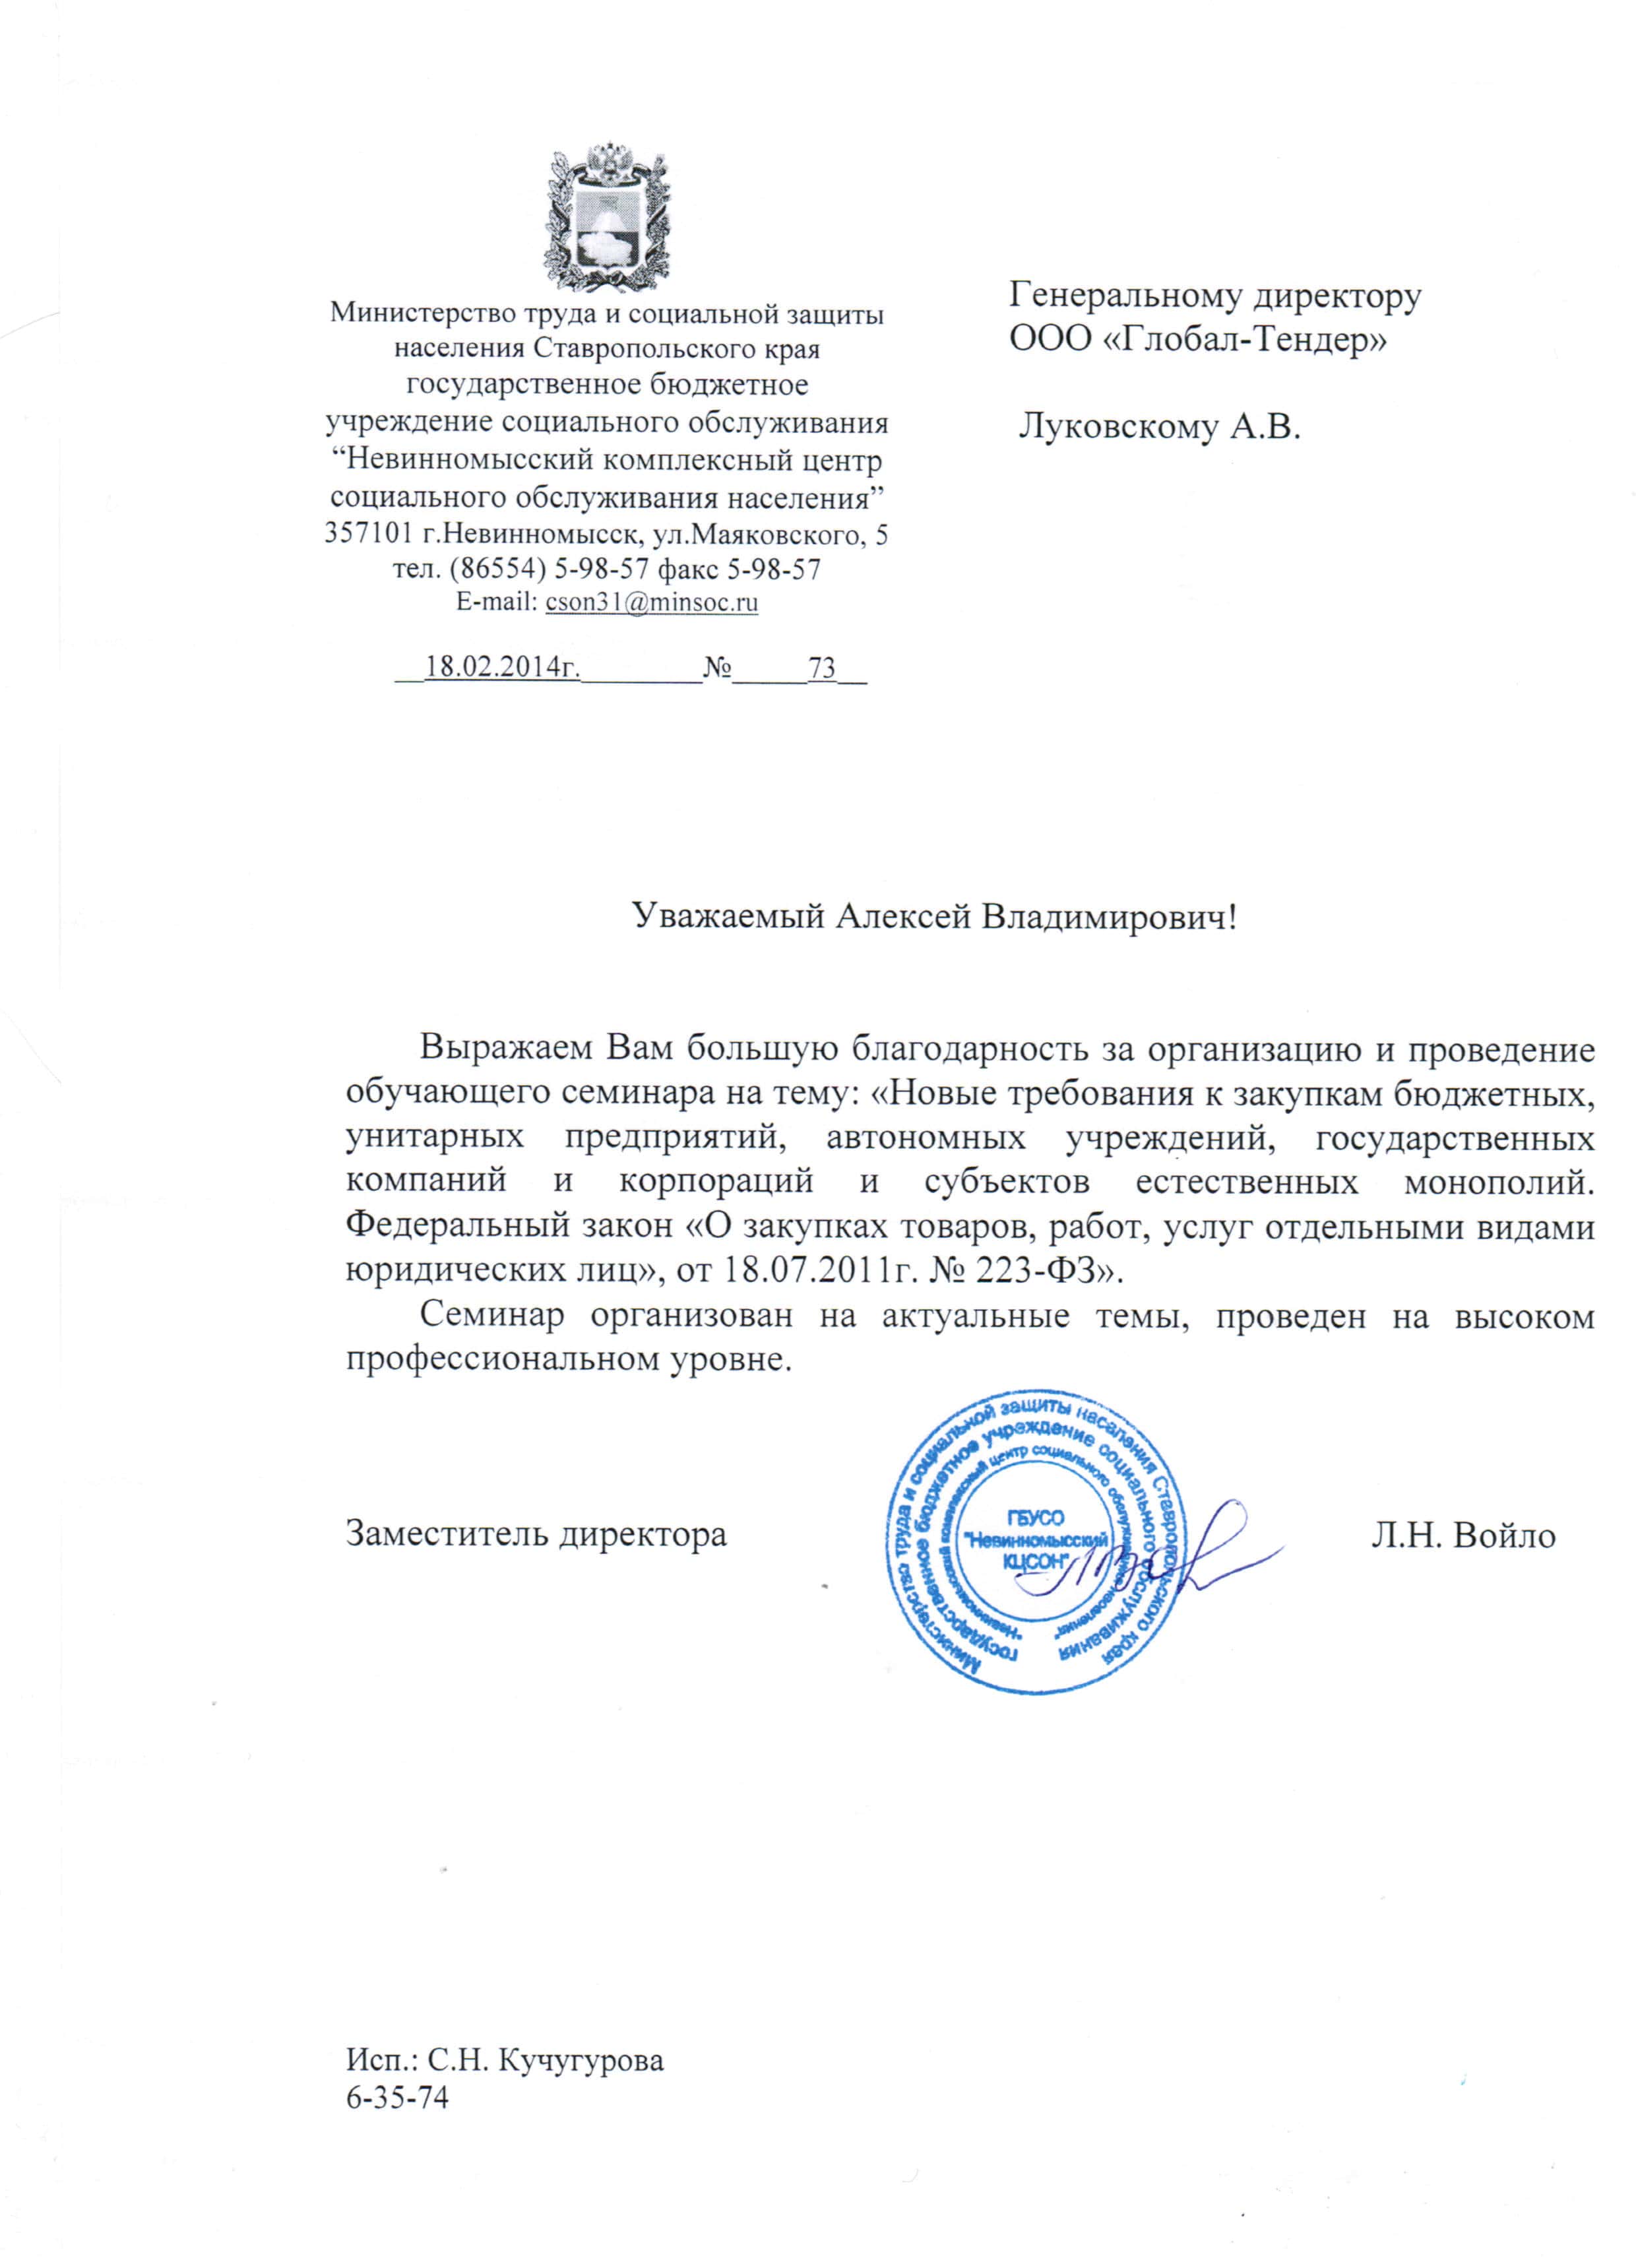 Министерство труда и социальной защиты
населения Ставропольского края
государственное бюджетное
учреждение социального обслуживания
“Невинномысский комплексный центр
социального обслуживания населения”
357101 г.Невинномысск, ул.Маяковского, 5
тел. (86554) 5-98-57 факс 5-98-57
E-mail: cson31@minsoc.ru
__18.02.2014г.________№_____73__
Генеральному директору
ООО «Глобал-Тендер»
Луковскому А.В.
Уважаемый Алексей Владимирович!
Выражаем Вам большую благодарность за организацию и проведение
обучающего семинара на тему: «Новые требования к закупкам бюджетных,
унитарных предприятий, автономных учреждений, государственных
компаний и корпораций и субъектов естественных монополий.
Федеральный закон «О закупках товаров, работ, услуг отдельными видами
юридических лиц», от 18.07.2011г. № 223-ФЗ».
Семинар организован на актуальные темы, проведен на высоком
профессиональном уровне.
Заместитель директора
Министерство труда и социальной защиты населения Ставропольского края
государственное бюджетное учреждение социального обслуживания
"Невинномысский комплексный центр социального обслуживания населения"
ГБУСО
"Невинномысский
КЦСОН"
Л.Н. Войло
Исп.: С.Н. Кучугурова
6-35-74